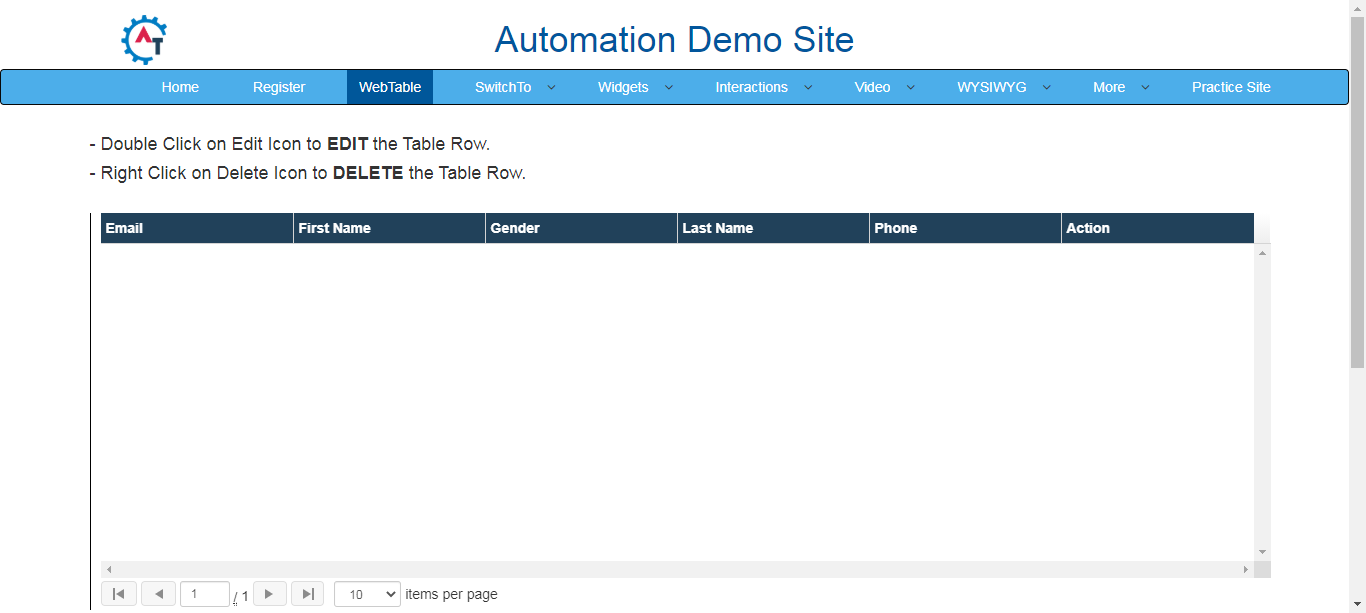 AT
Automation Demo Site
Home Register WebTable SwitchTo Widgets Interactions Video WYSIWYG More Practice Site
- Double Click on Edit Icon to EDIT the Table Row.
- Right Click on Delete Icon to DELETE the Table Row.
Email First Name Gender Last Name Phone Action
1 / 1 10 items per page